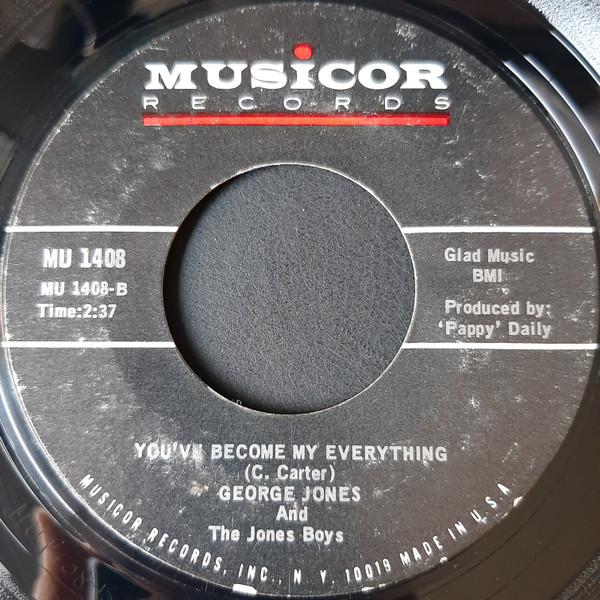 MUSiCOR
RECORDS
MU 1408
MU 1408-B
Time:2:37
Glad Music
BMI
Produced by:
'Pappy' Daily
YOU'VE BECOME MY EVERYTHING
(C. Carter)
GEORGE JONES
And
The Jones Boys
MUSICOR RECORDS, INC., N. Y. 10019 MADE IN U.S.A.